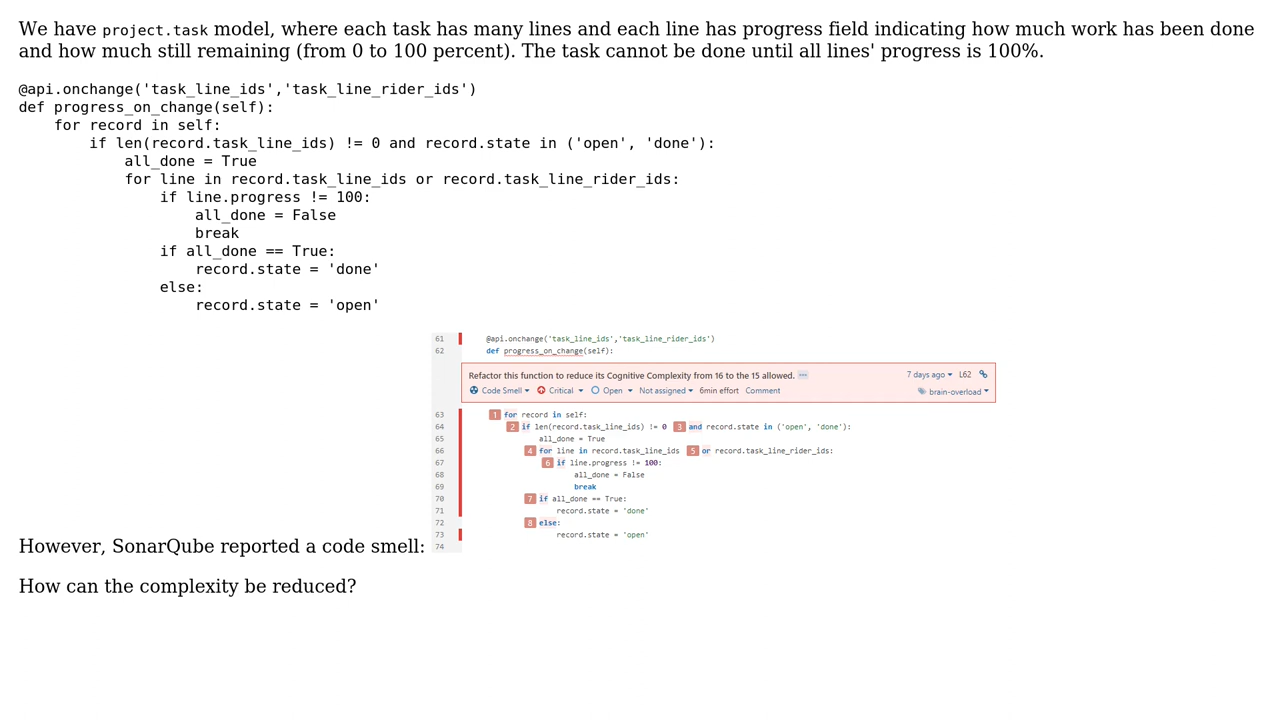 We have project.task model, where each task has many lines and each line has progress field indicating how much work has been done
and how much still remaining (from 0 to 100 percent). The task cannot be done until all lines' progress is 100%.
@api.onchange('task_line_ids','task_line_rider_ids')
def progress_on_change(self):
    for record in self:
        if len(record.task_line_ids) != 0 and record.state in ('open', 'done'):
            all_done = True
            for line in record.task_line_ids or record.task_line_rider_ids:
                if line.progress != 100:
                    all_done = False
                    break
                if all_done == True:
                    record.state = 'done'
                else:
                    record.state = 'open'
61 @api.onchange('task_line_ids','task_line_rider_ids')
62 def progress_on_change(self):
Refactor this function to reduce its Cognitive Complexity from 16 to the 15 allowed. ••• 7 days ago L62
Code Smell Critical Open Not assigned 6min effort Comment brain-overload
63 1 for record in self:
64 2 if len(record.task_line_ids) != 0 3 and record.state in ('open', 'done'):
65 all_done = True
66 4 for line in record.task_line_ids 5 or record.task_line_rider_ids:
67 6 if line.progress != 100:
68 all_done = False
69 break
70 7 if all_done == True:
71 record.state = 'done'
72 8 else:
73 record.state = 'open'
74
However, SonarQube reported a code smell:
How can the complexity be reduced?